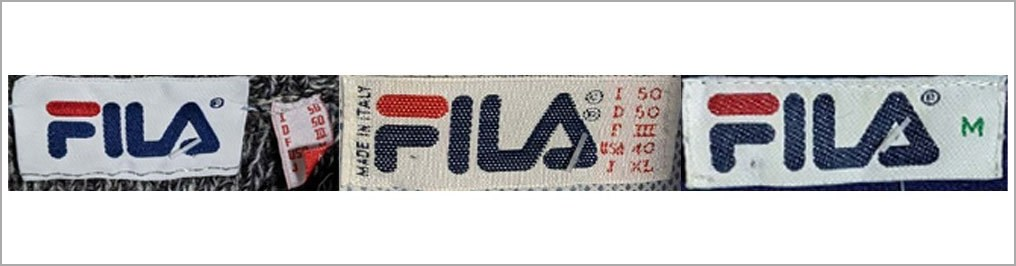 FILA ®
50
I 50
D III
F
FILA ®
MADE IN ITALY
I 50
D 50
F III
USA 40
J XL
FILA ®
M